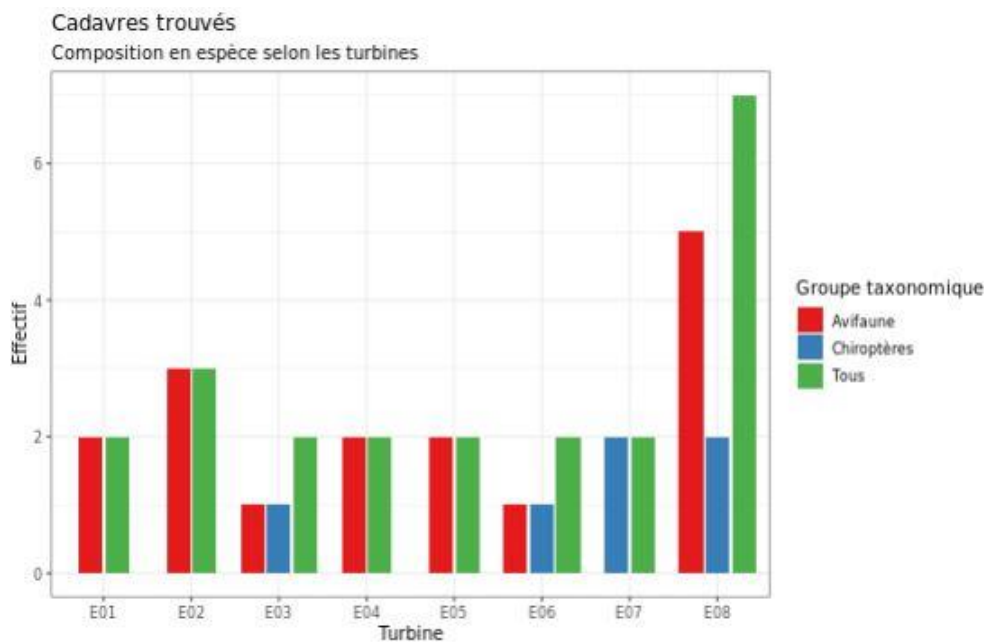 Cadavres trouvés
Composition en espèce selon les turbines
6
4
2
0
Effectif
E01 E02 E03 E04 E05 E06 E07 E08
Turbine
Groupe taxonomique
Avifaune
Chiroptères
Tous